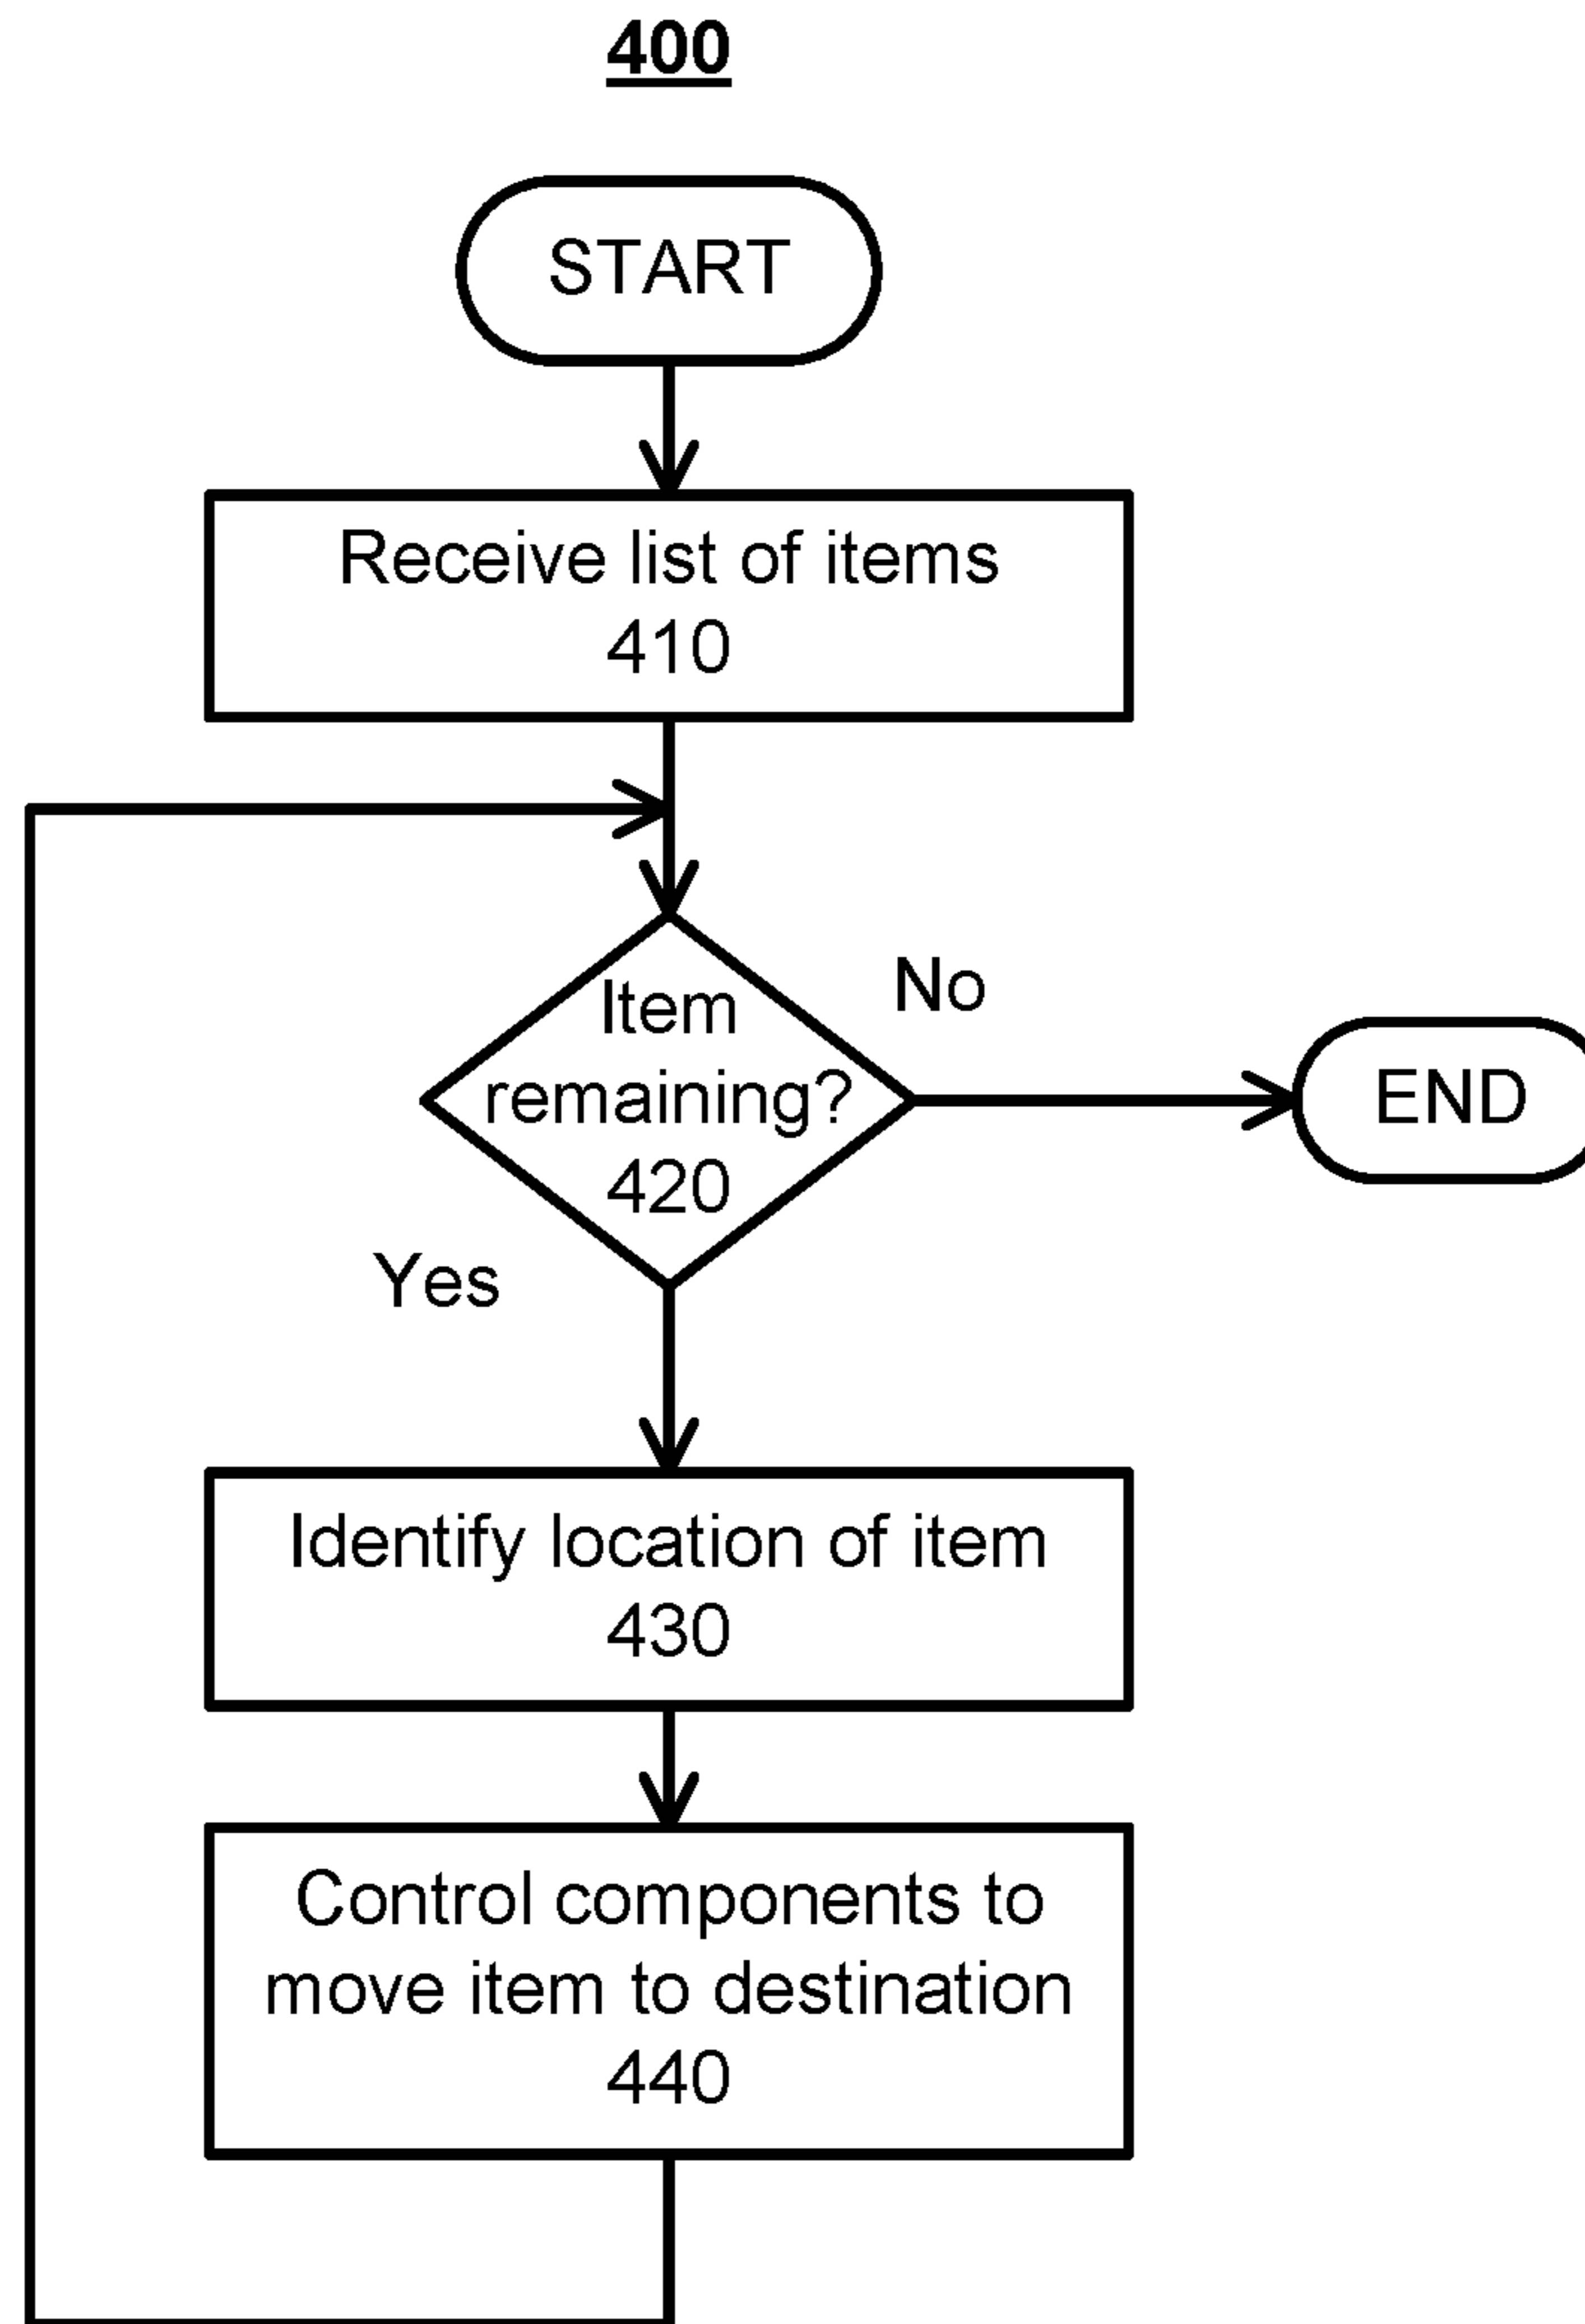 400
START
Receive list of items
410
Item
remaining?
420
No
END
Yes
Identify location of item
430
Control components to
move item to destination
440